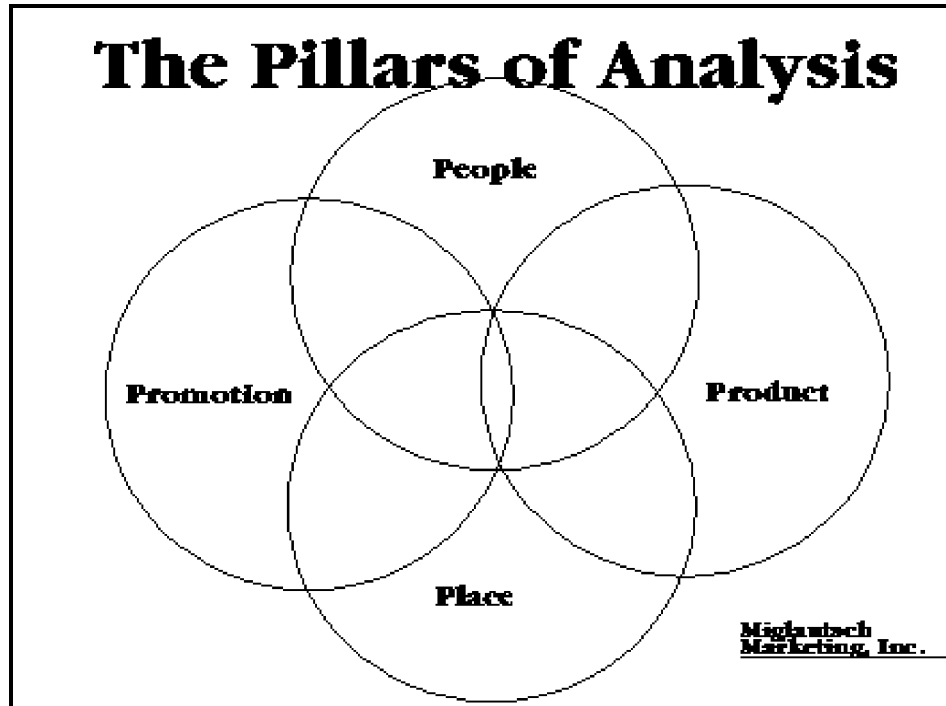 The Pillars of Analysis
People
Promotion
Product
Place
Miglautsch
Marketing, Inc.